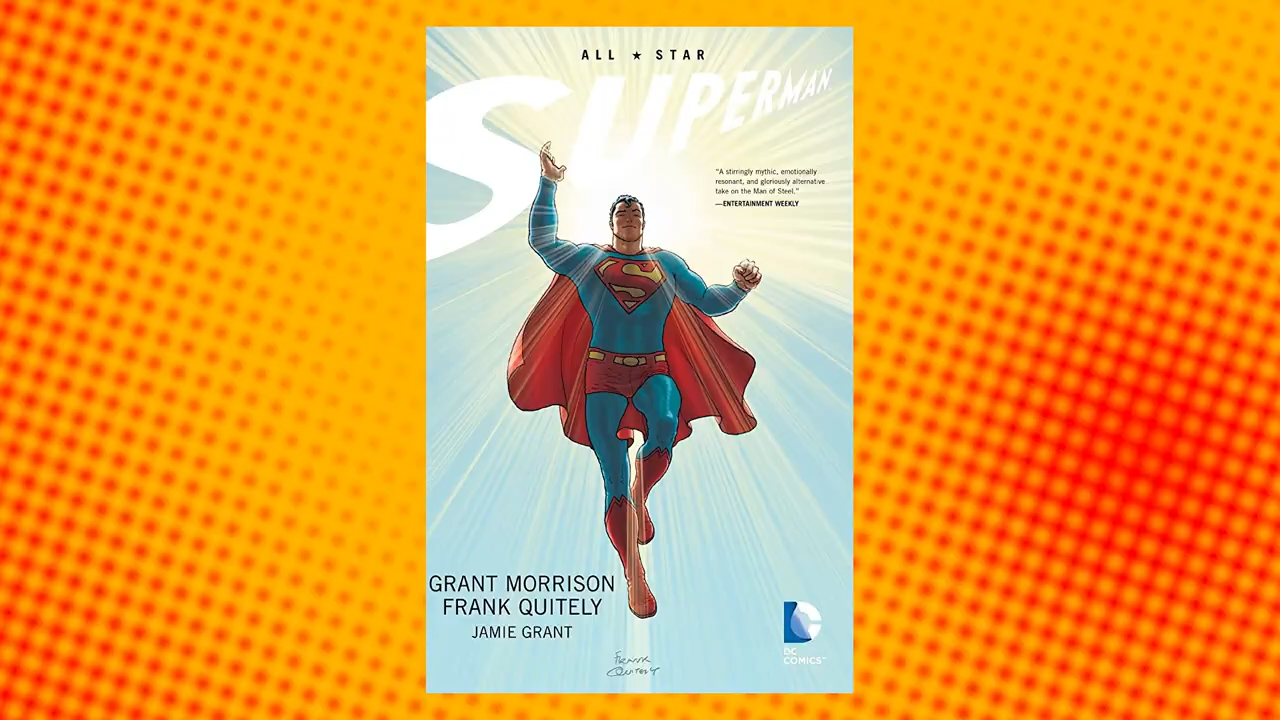 ALL ★ STAR
SUPERMAN
"A stirringly mythic, emotionally
resonant, and gloriously alternative
take on the Man of Steel."
—ENTERTAINMENT WEEKLY
GRANT MORRISON
FRANK QUITELY
JAMIE GRANT
FRANK
QUITELY
DC
COMICS™